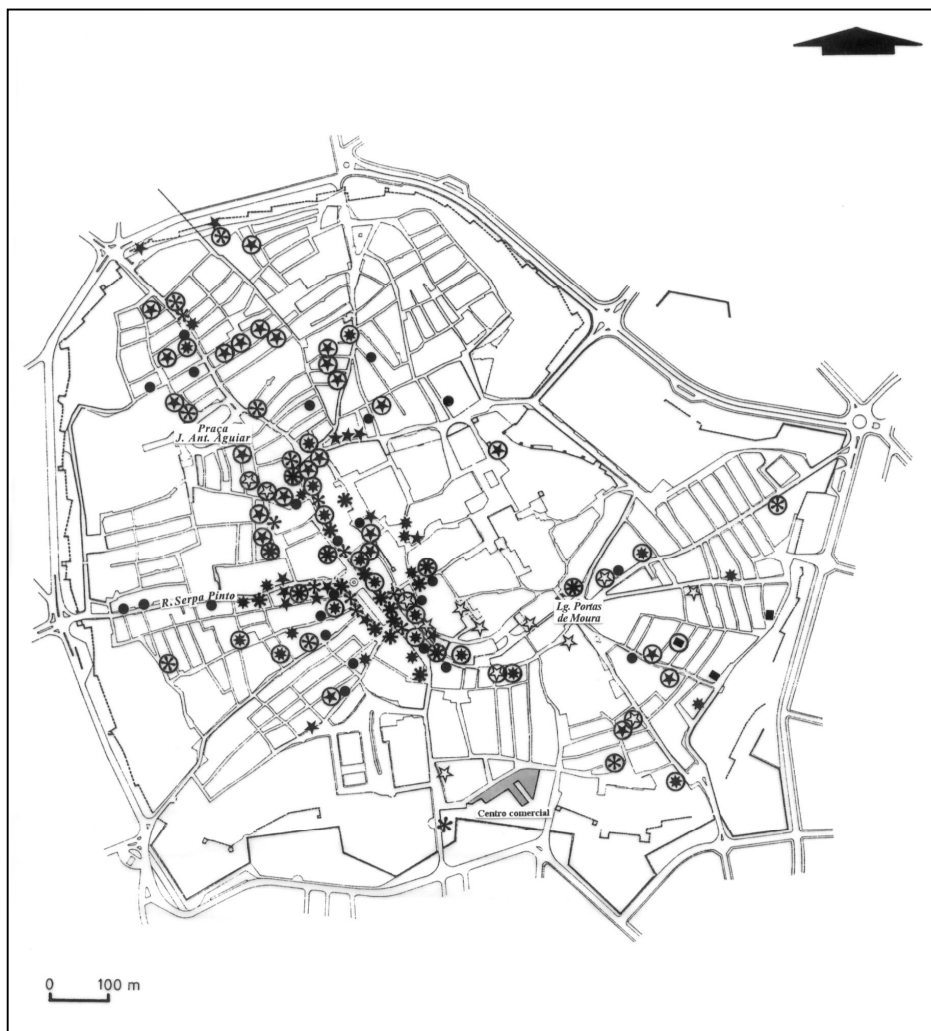 Praça
J. Ant. Aguiar
R. Serpa Pinto
Lg. Portas
de Moura
Centro comercial
0 100 m